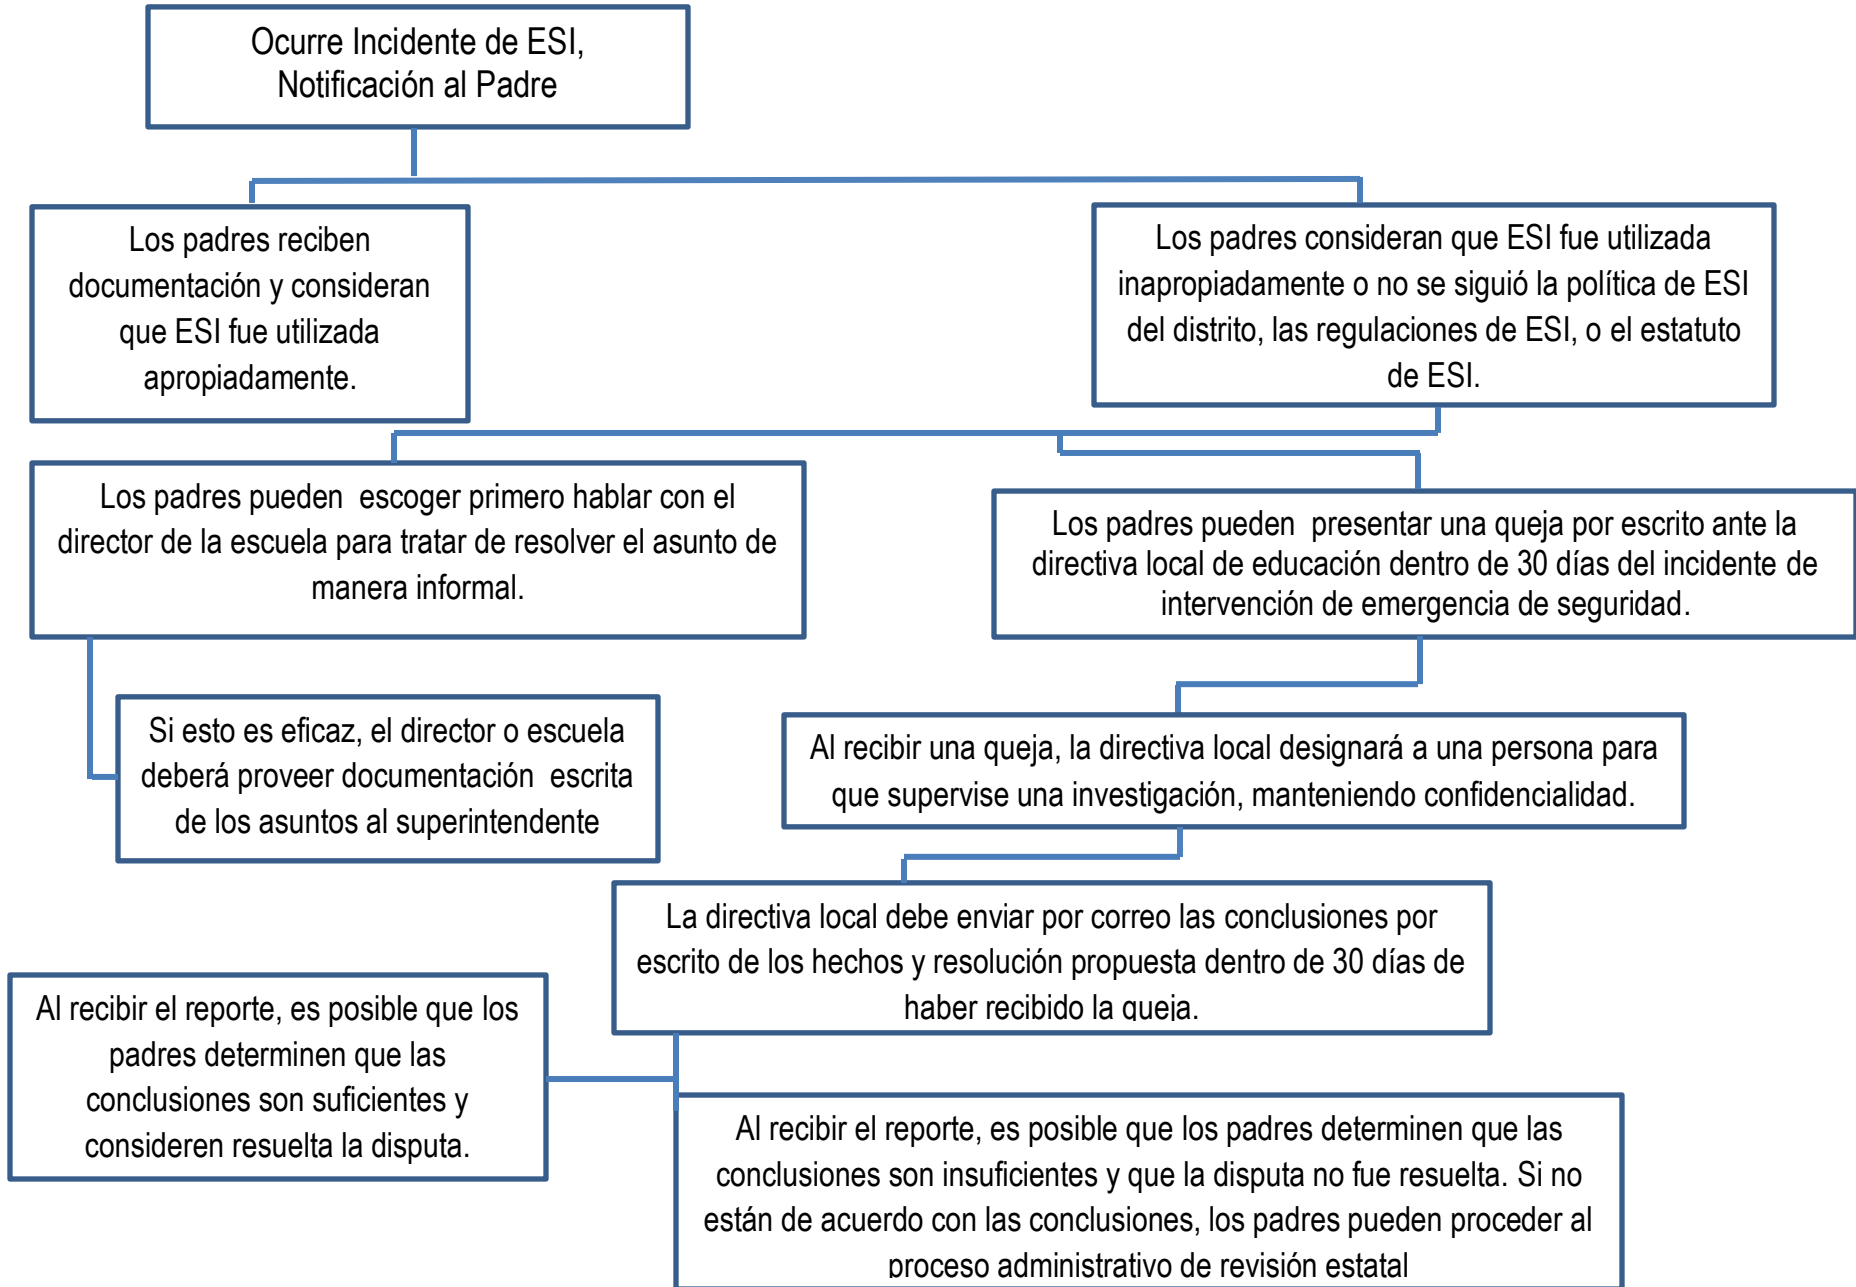 Ocurre Incidente de ESI,
Notificación al Padre
Los padres reciben
documentación y consideran
que ESI fue utilizada
apropiadamente.
Los padres consideran que ESI fue utilizada
inapropiadamente o no se siguió la política de ESI
del distrito, las regulaciones de ESI, o el estatuto
de ESI.
Los padres pueden  escoger primero hablar con el
director de la escuela para tratar de resolver el asunto de
manera informal.
Los padres pueden  presentar una queja por escrito ante la
directiva local de educación dentro de 30 días del incidente de
intervención de emergencia de seguridad.
Si esto es eficaz, el director o escuela
deberá proveer documentación  escrita
de los asuntos al superintendente
Al recibir una queja, la directiva local designará a una persona para
que supervise una investigación, manteniendo confidencialidad.
La directiva local debe enviar por correo las conclusiones por
escrito de los hechos y resolución propuesta dentro de 30 días de
haber recibido la queja.
Al recibir el reporte, es posible que los
padres determinen que las
conclusiones son suficientes y
consideren resuelta la disputa.
Al recibir el reporte, es posible que los padres determinen que las
conclusiones son insuficientes y que la disputa no fue resuelta. Si no
están de acuerdo con las conclusiones, los padres pueden proceder al
proceso administrativo de revisión estatal